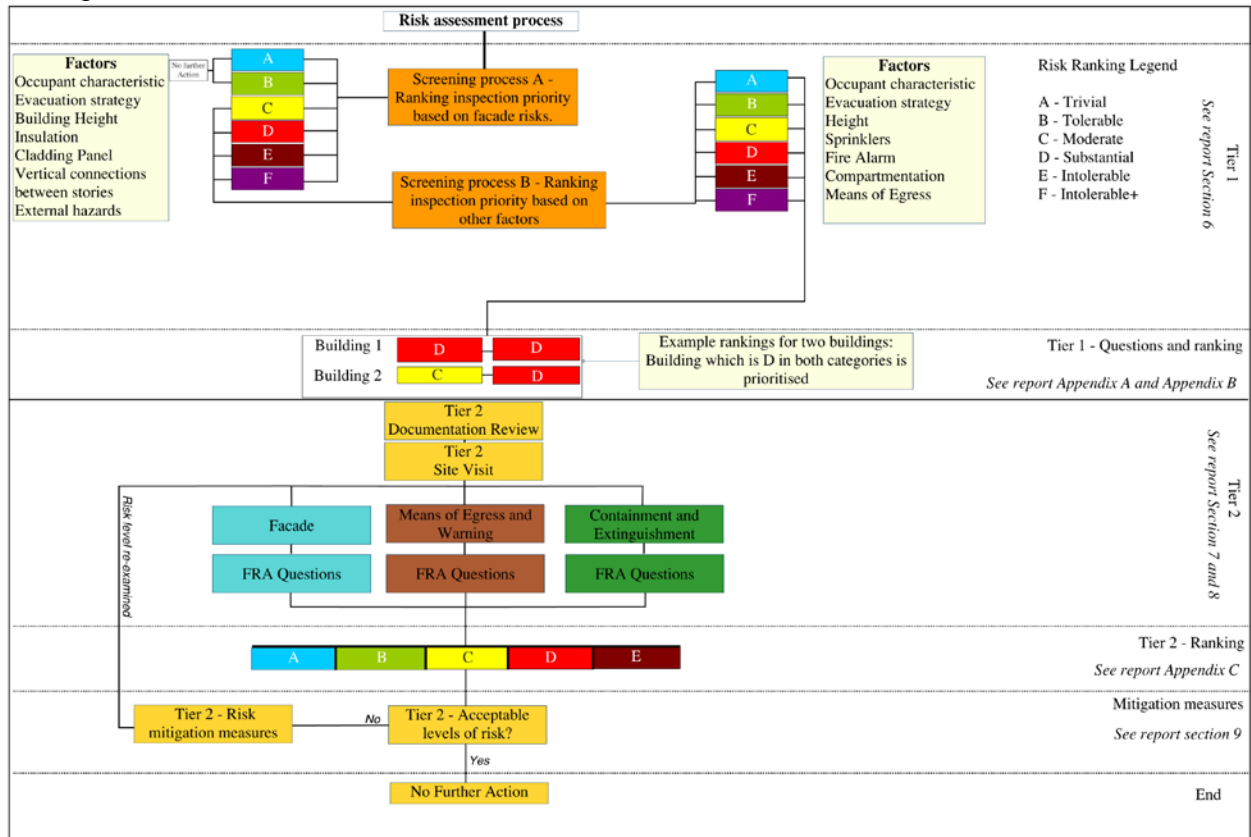 Risk assessment process
Factors
Occupant characteristic
Evacuation strategy
Building Height
Insulation
Cladding Panel
Vertical connections
between stories
External hazards
No further
Action
A
B
C
D
E
F
Screening process A -
Ranking inspection priority
based on facade risks.
Screening process B - Ranking
inspection priority based on
other factors
A
B
C
D
E
F
Factors
Occupant characteristic
Evacuation strategy
Height
Sprinklers
Fire Alarm
Compartmentation
Means of Egress
Risk Ranking Legend
A - Trivial
B - Tolerable
C - Moderate
D - Substantial
E - Intolerable
F - Intolerable+
Tier 1
See report Section 6
Building 1
D
D
Building 2
C
D
Example rankings for two buildings:
Building which is D in both categories is
prioritised
Tier 1 - Questions and ranking
See report Appendix A and Appendix B
Tier 2
Documentation Review
Tier 2
Site Visit
Risk level re-examined
Facade
Means of Egress and
Warning
Containment and
Extinguishment
FRA Questions
FRA Questions
FRA Questions
Tier 2
See report Section 7 and 8
A
B
C
D
E
Tier 2 - Ranking
See report Appendix C
Tier 2 - Risk
mitigation measures
No
Tier 2 - Acceptable
levels of risk?
Mitigation measures
See report section 9
Yes
No Further Action
End